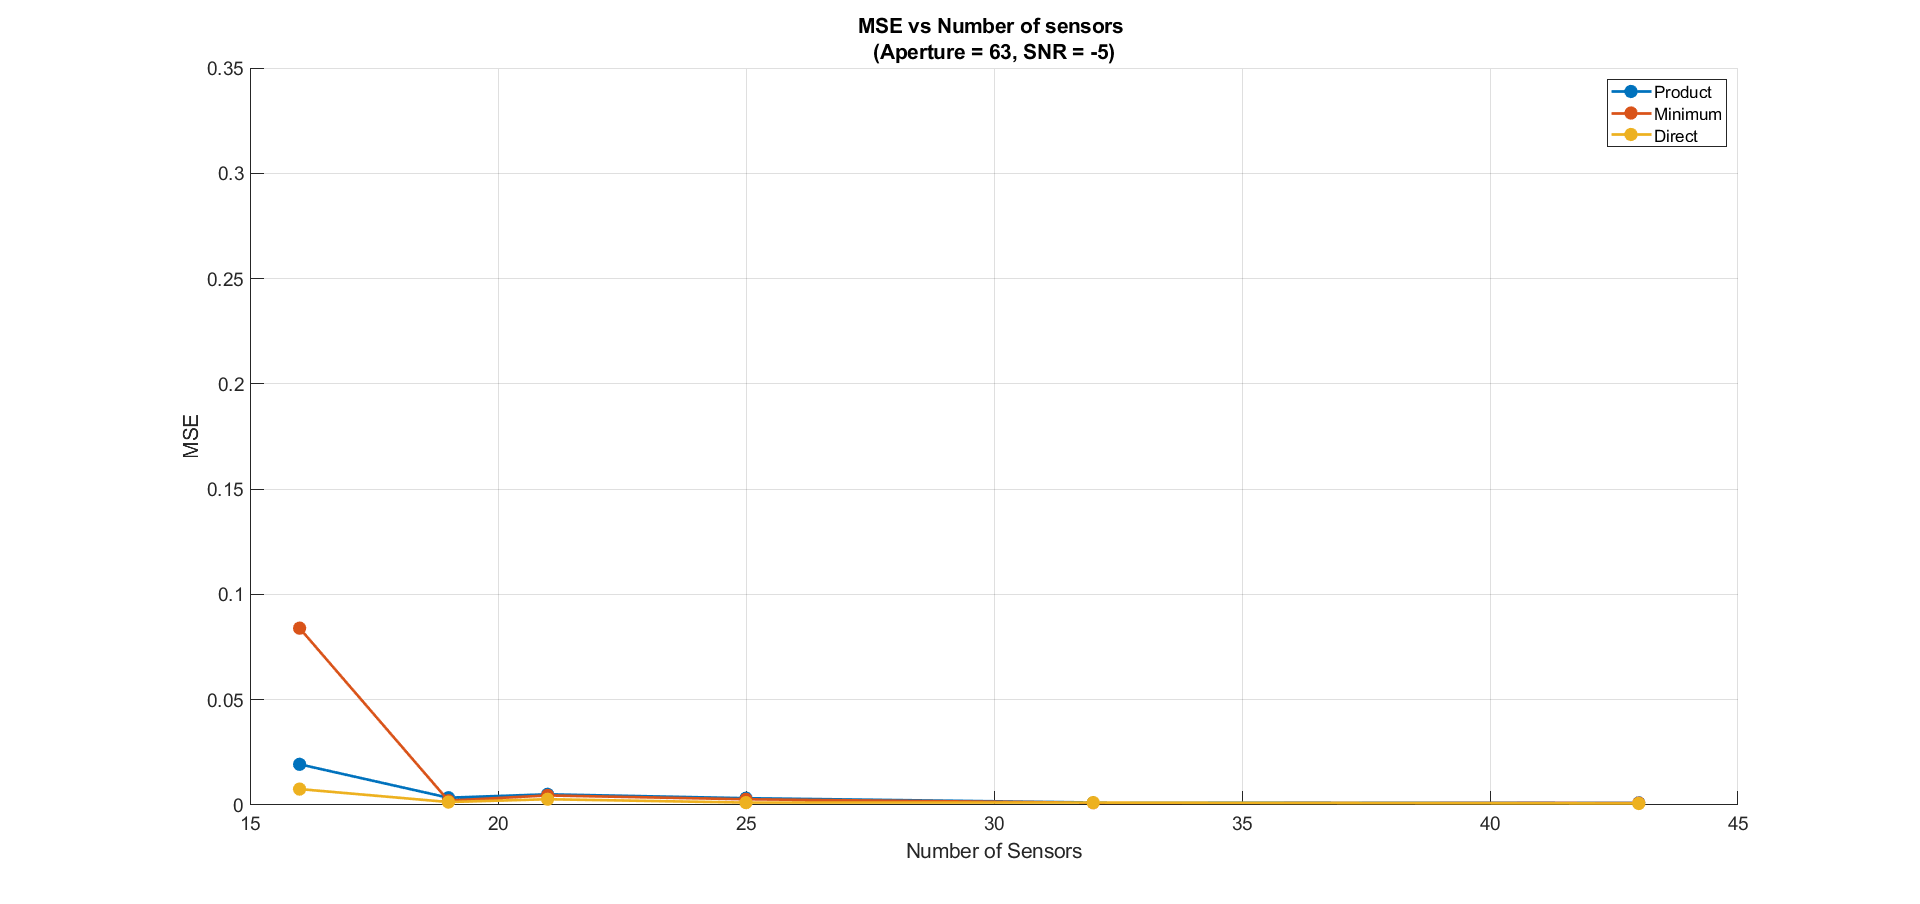 MSE vs Number of sensors
(Aperture = 63, SNR = -5)
0.35
0.3
0.25
0.2
0.15
0.1
0.05
0
MSE
Product
Minimum
Direct
15 20 25 30 35 40 45
Number of Sensors